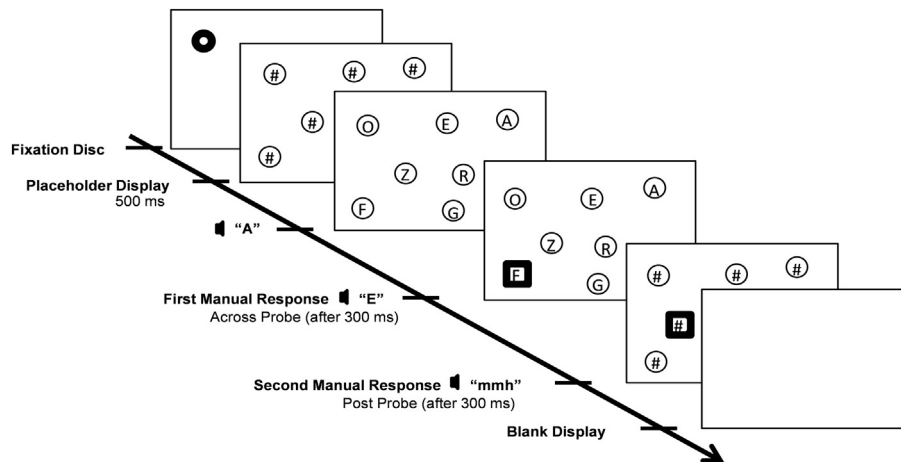 # # #
#
#
O E A
Z R
F G
O E A
Z R
F G
# # #
#
#
Fixation Disc
Placeholder Display
500 ms
“A”
First Manual Response “E”
Across Probe (after 300 ms)
Second Manual Response “mmh”
Post Probe (after 300 ms)
Blank Display